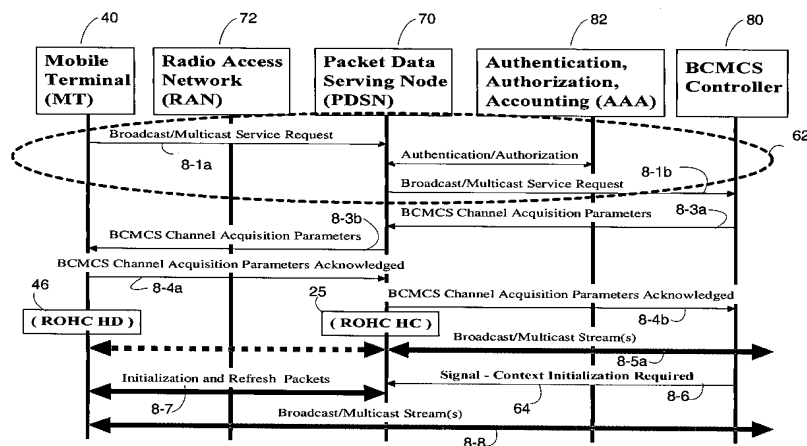 40
72
70
82
80
Mobile
Terminal
(MT)
Radio Access
Network
(RAN)
Packet Data
Serving Node
(PDSN)
Authentication,
Authorization,
Accounting (AAA)
BCMCS
Controller
Broadcast/Multicast Service Request
8-1a
62
Authentication/Authorization
8-1b
Broadcast/Multicast Service Request
8-3b
BCMCS Channel Acquisition Parameters
8-3a
BCMCS Channel Acquisition Parameters
BCMCS Channel Acquisition Parameters Acknowledged
8-4a
46
25
BCMCS Channel Acquisition Parameters Acknowledged
8-4b
(ROHC HD)
(ROHC HC)
Broadcast/Multicast Stream(s)
8-5a
Initialization and Refresh Packets
8-7
Signal - Context Initialization Required
64
8-6
Broadcast/Multicast Stream(s)
8-8